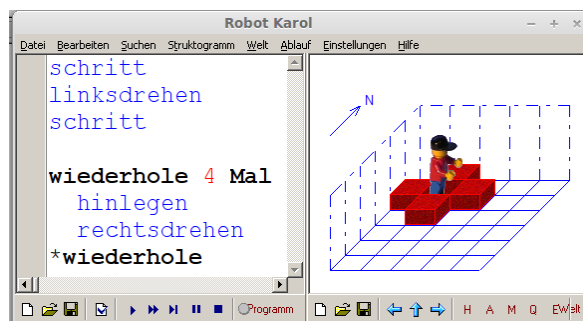 Robot Karol
Datei Bearbeiten Suchen Struktogramm Welt Ablauf Einstellungen Hilfe
schritt
linksdrehen
schritt
wiederhole 4 Mal
hinlegen
rechtsdrehen
*wiederhole
N
Programm
H A M Q EWelt